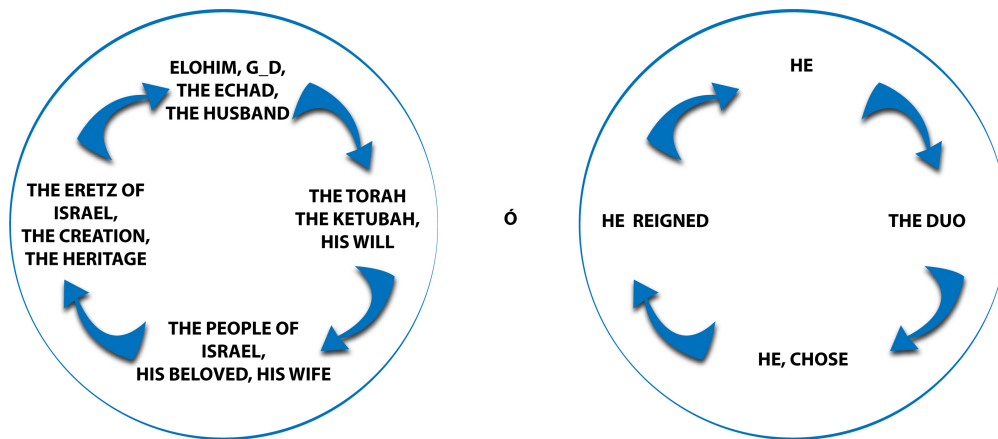 ELOHIM, G_D,
THE ECHAD,
THE HUSBAND
THE TORAH
THE KETUBAH,
HIS WILL
THE PEOPLE OF
ISRAEL,
HIS BELOVED, HIS WIFE
THE ERETZ OF
ISRAEL,
THE CREATION,
THE HERITAGE
Ó
HE
THE DUO
HE, CHOSE
HE REIGNED